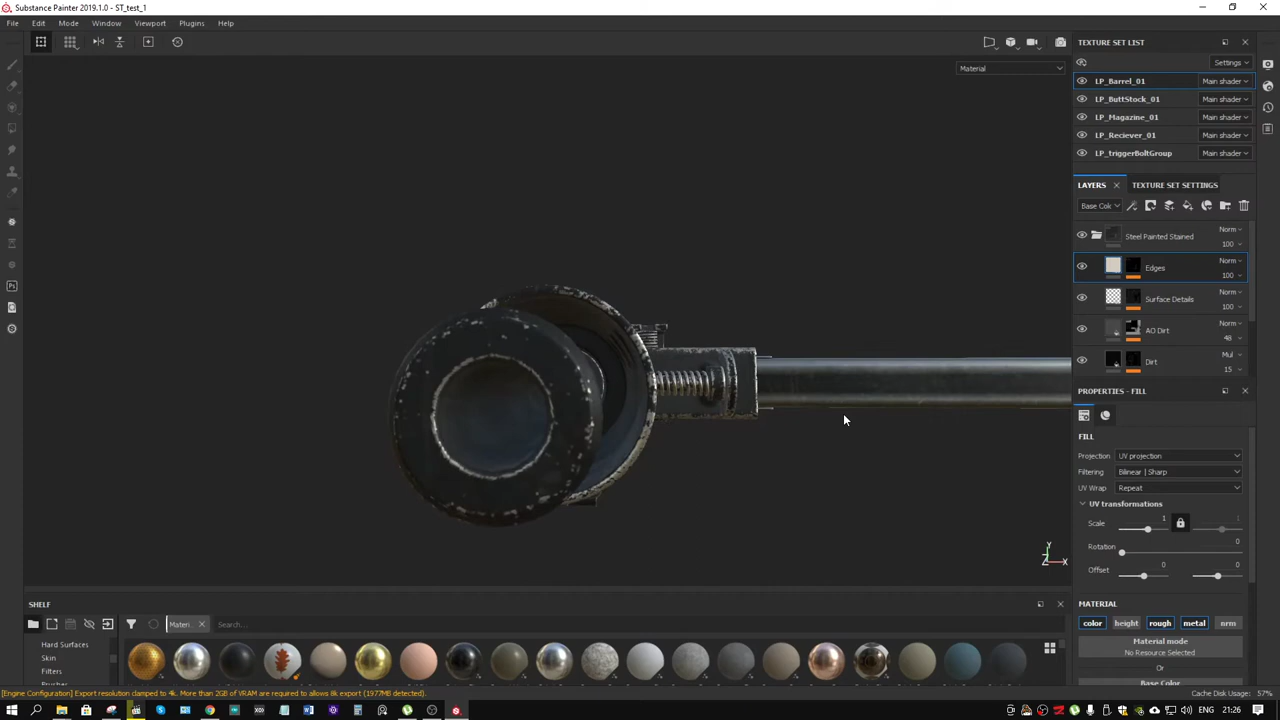 Substance Painter 2019.1.0 - ST_test_1
File Edit Mode Window Viewport Plugins Help
Material
TEXTURE SET LIST
Settings
LP_Barrel_01 Main shader
LP_ButtStock_01 Main shader
LP_Magazine_01 Main shader
LP_Reciever_01 Main shader
LP_triggerBoltGroup Main shader
LAYERS TEXTURE SET SETTINGS
Base Col
Steel Painted Stained Norm 100
Edges Norm 100
Surface Details Norm 100
AO Dirt Norm 48
Dirt Mul 15
PROPERTIES - FILL
FILL
Projection UV projection
Filtering Bilinear | Sharp
UV Wrap Repeat
UV transformations
Scale 1 1
Rotation 0
Offset 0 0
MATERIAL
color height rough metal nrm
Material mode
No Resource Selected
Or
Base Color
Y
Z X
SHELF
Materi... Search...
Hard Surfaces
Skin
Filters
[Engine Configuration] Export resolution clamped to 4k. More than 2GB of VRAM are required to allows 8k export (1977MB detected).
Cache Disk Usage: 57%
ENG 21:26